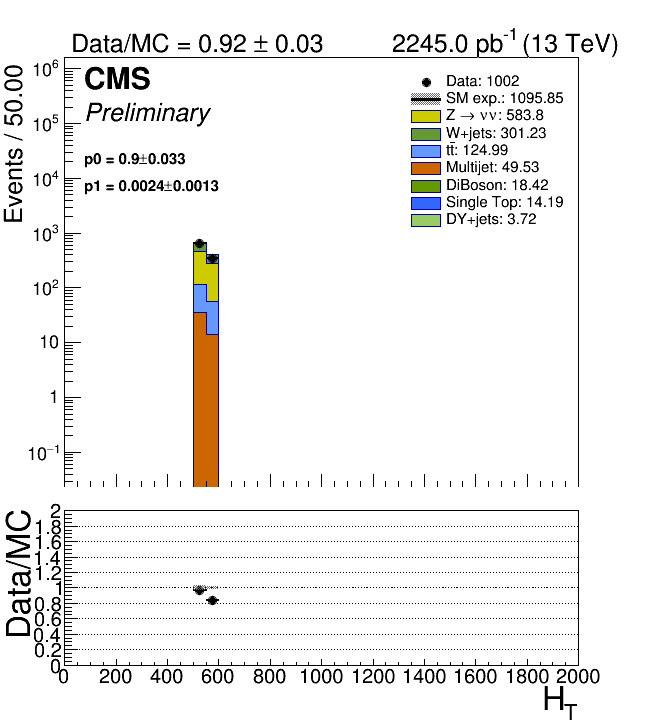 Data/MC = 0.92 ± 0.03
2245.0 pb⁻¹ (13 TeV)
CMS
Preliminary
p0 = 0.9±0.033
p1 = 0.0024±0.0013
Data: 1002
SM exp.: 1095.85
Z → νν: 583.8
W+jets: 301.23
tt̄: 124.99
Multijet: 49.53
DiBoson: 18.42
Single Top: 14.19
DY+jets: 3.72
Events / 50.00
10⁶
10⁵
10⁴
10³
10²
10
1
10⁻¹
Data/MC
2
1.8
1.6
1.4
1.2
1
0.8
0.6
0.4
0.2
0
0 200 400 600 800 1000 1200 1400 1600 1800 2000
H_T